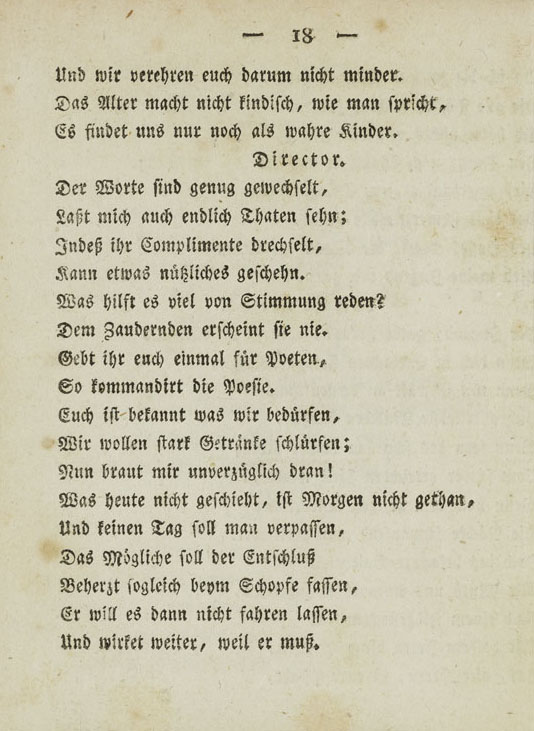 — 18 —
Und wir verehren euch darum nicht minder.
Das Alter macht nicht kindisch, wie man spricht,
Es findet uns nur noch als wahre Kinder.
Director.
Der Worte sind genug gewechselt,
Laßt mich auch endlich Thaten sehn;
Indeß ihr Complimente drechselt,
Kann etwas nützliches geschehn.
Was hilft es viel von Stimmung reden?
Dem Zaudernden erscheint sie nie.
Gebt ihr euch einmal für Poeten,
So kommandirt die Poesie.
Euch ist bekannt was wir bedürfen,
Wir wollen stark Getränke schlürfen;
Nun braut mir unverzüglich dran!
Was heute nicht geschieht, ist Morgen nicht gethan,
Und keinen Tag soll man verpassen,
Das Mögliche soll der Entschluß
Beherzt sogleich beym Schopfe fassen,
Er will es dann nicht fahren lassen,
Und wirket weiter, weil er muß.